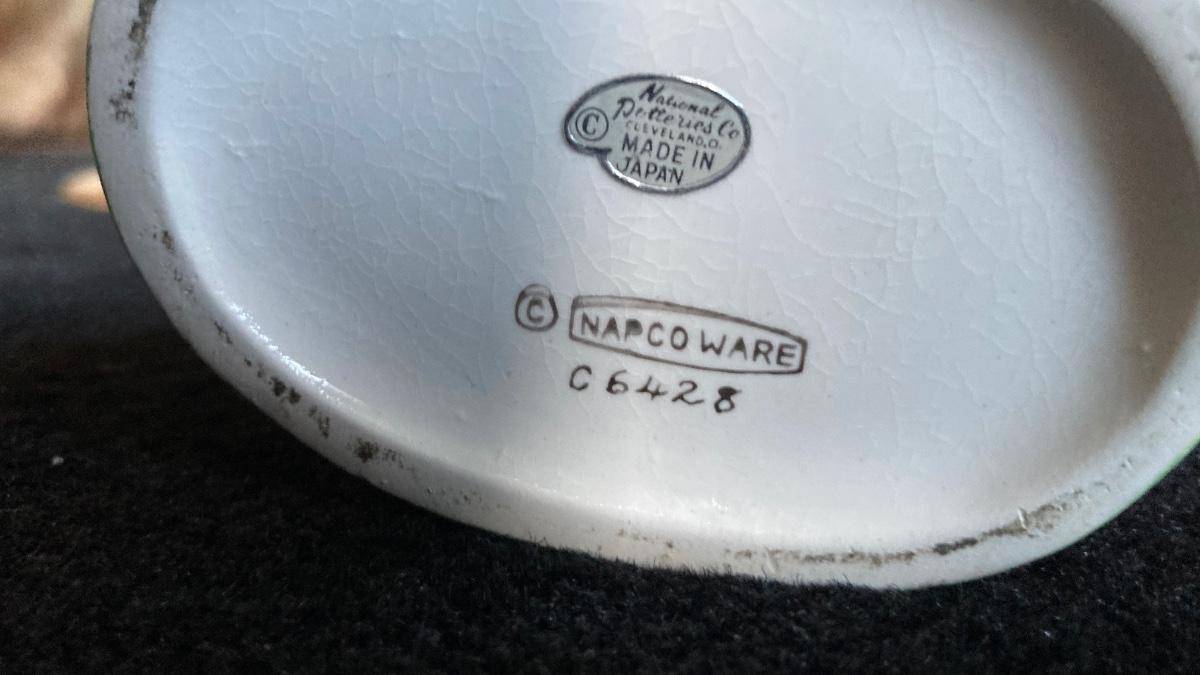 National
© Potteries Co
CLEVELAND,O.
MADE IN
JAPAN
© NAPCO WARE
C6428